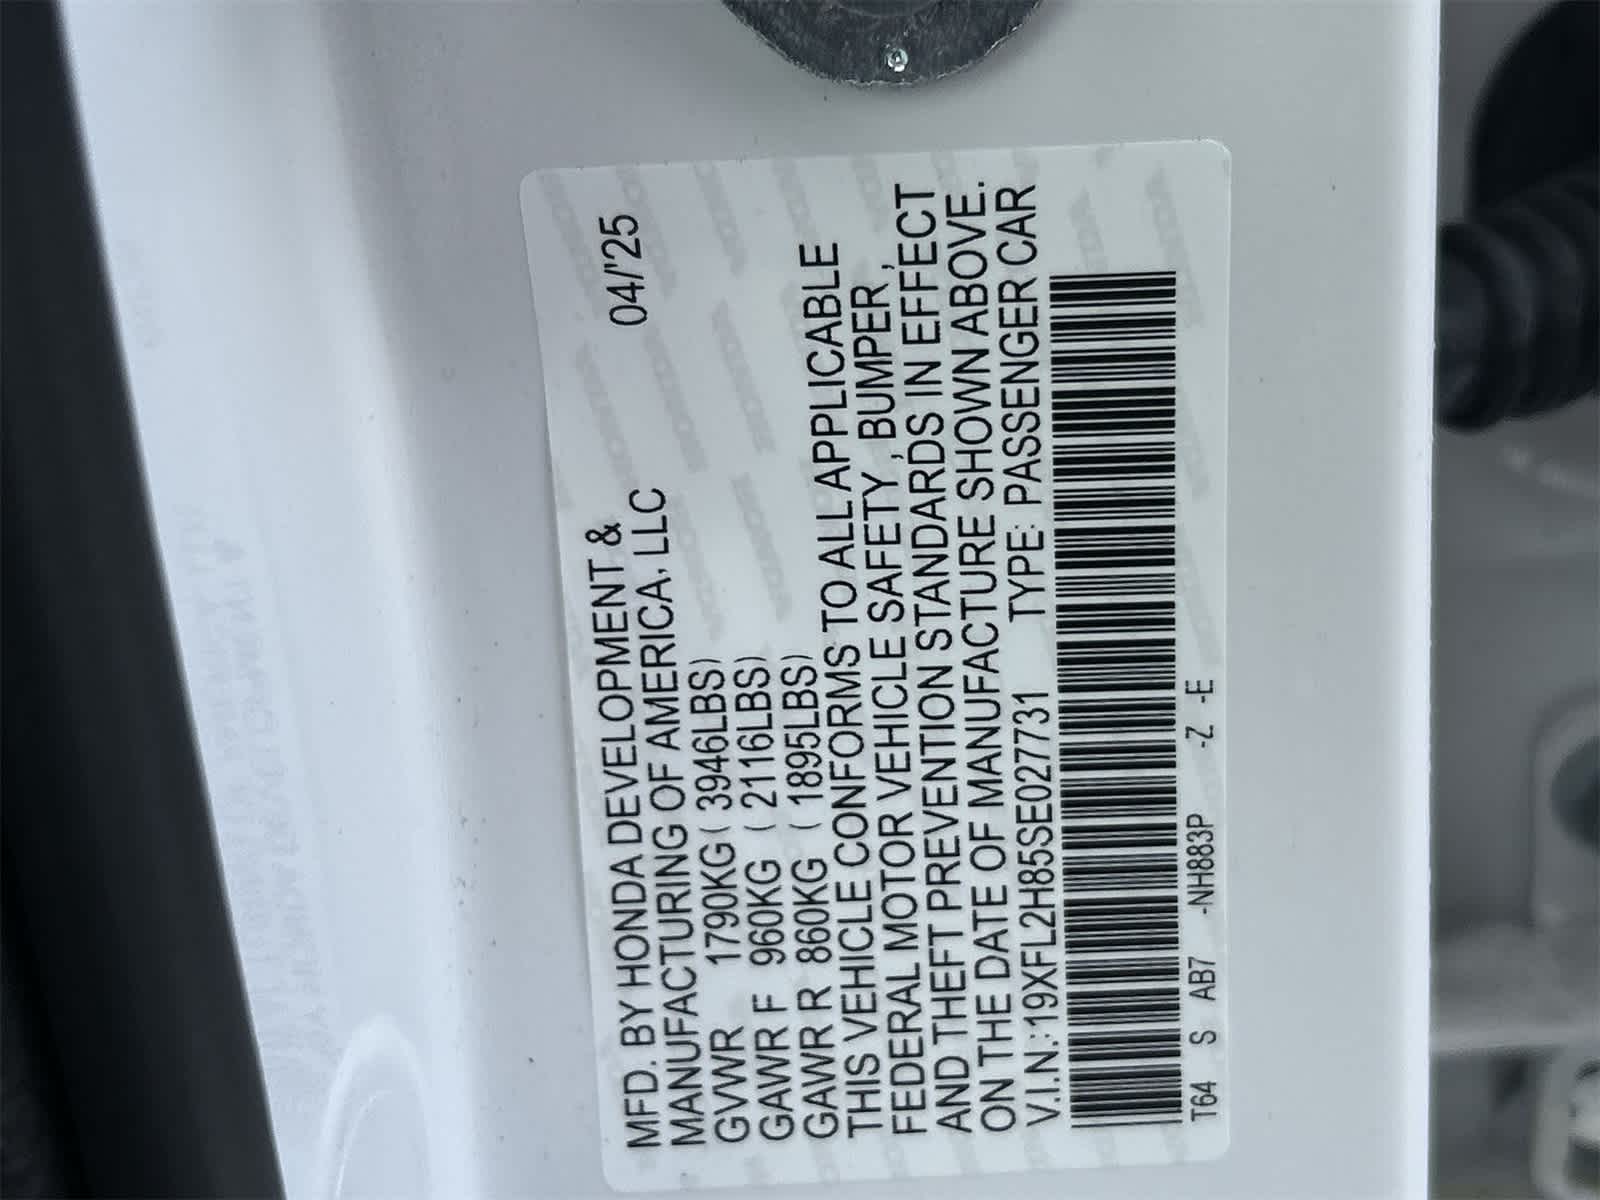 MFD. BY HONDA DEVELOPMENT & 04/'25
MANUFACTURING OF AMERICA, LLC
GVWR 1790KG ( 3946LBS)
GAWR F 960KG ( 2116LBS)
GAWR R 860KG ( 1895LBS)
THIS VEHICLE CONFORMS TO ALL APPLICABLE
FEDERAL MOTOR VEHICLE SAFETY , BUMPER,
AND THEFT PREVENTION STANDARDS IN EFFECT
ON THE DATE OF MANUFACTURE SHOWN ABOVE.
V.I.N.:19XFL2H85SE027731 TYPE: PASSENGER CAR
T64 S AB7 -NH883P -Z -E